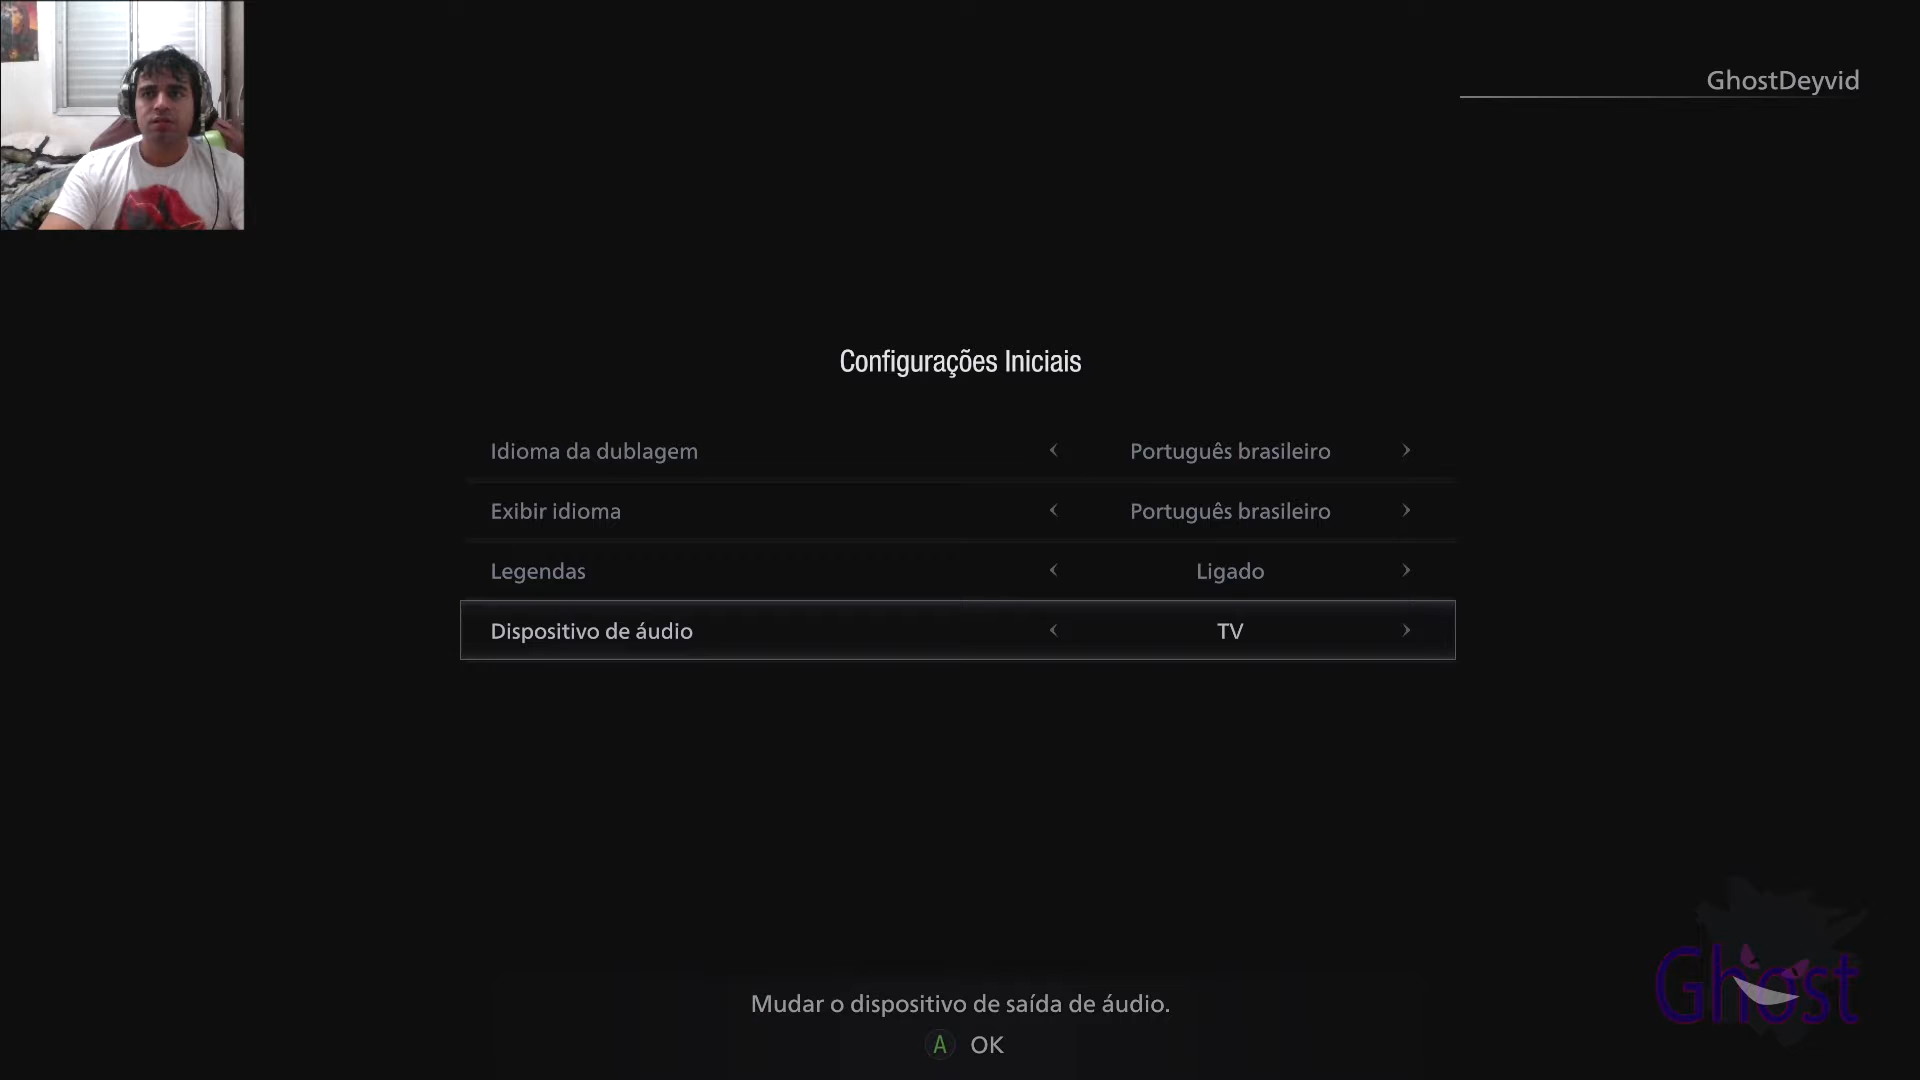 GhostDeyvid
Configurações Iniciais
Idioma da dublagem < Português brasileiro >
Exibir idioma < Português brasileiro >
Legendas < Ligado >
Dispositivo de áudio < TV >
Mudar o dispositivo de saída de áudio.
A OK
Ghost